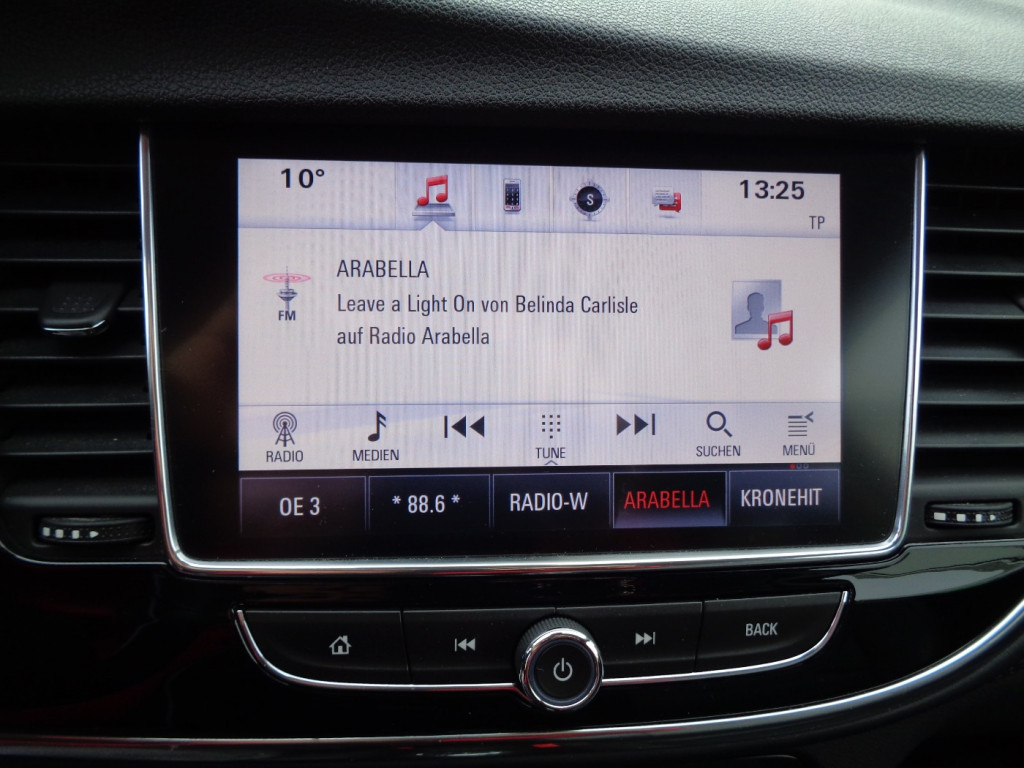 10°
13:25
TP
S
FM
ARABELLA
Leave a Light On von Belinda Carlisle
auf Radio Arabella
RADIO MEDIEN TUNE SUCHEN MENÜ
OE 3 * 88.6 * RADIO-W ARABELLA KRONEHIT
BACK